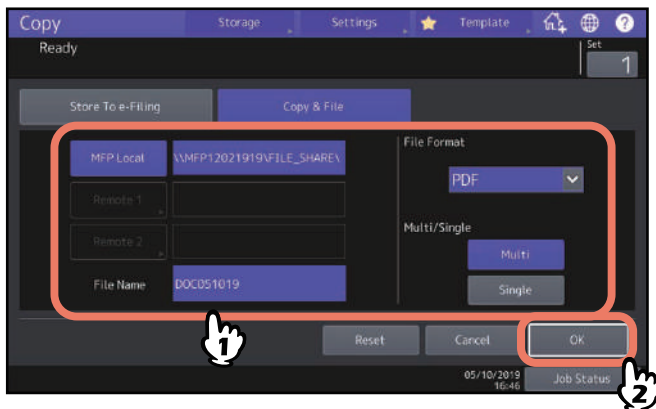 Copy Storage Settings Template ?
Ready
Set
1
Store To e-Filing Copy & File
MFP Local \\MFP12021919\FILE_SHARE\
File Format
PDF
Remote 1
Remote 2
Multi/Single
Multi
File Name DOC051019
Single
1
Reset Cancel OK
05/10/2019
16:46
Job Status
2